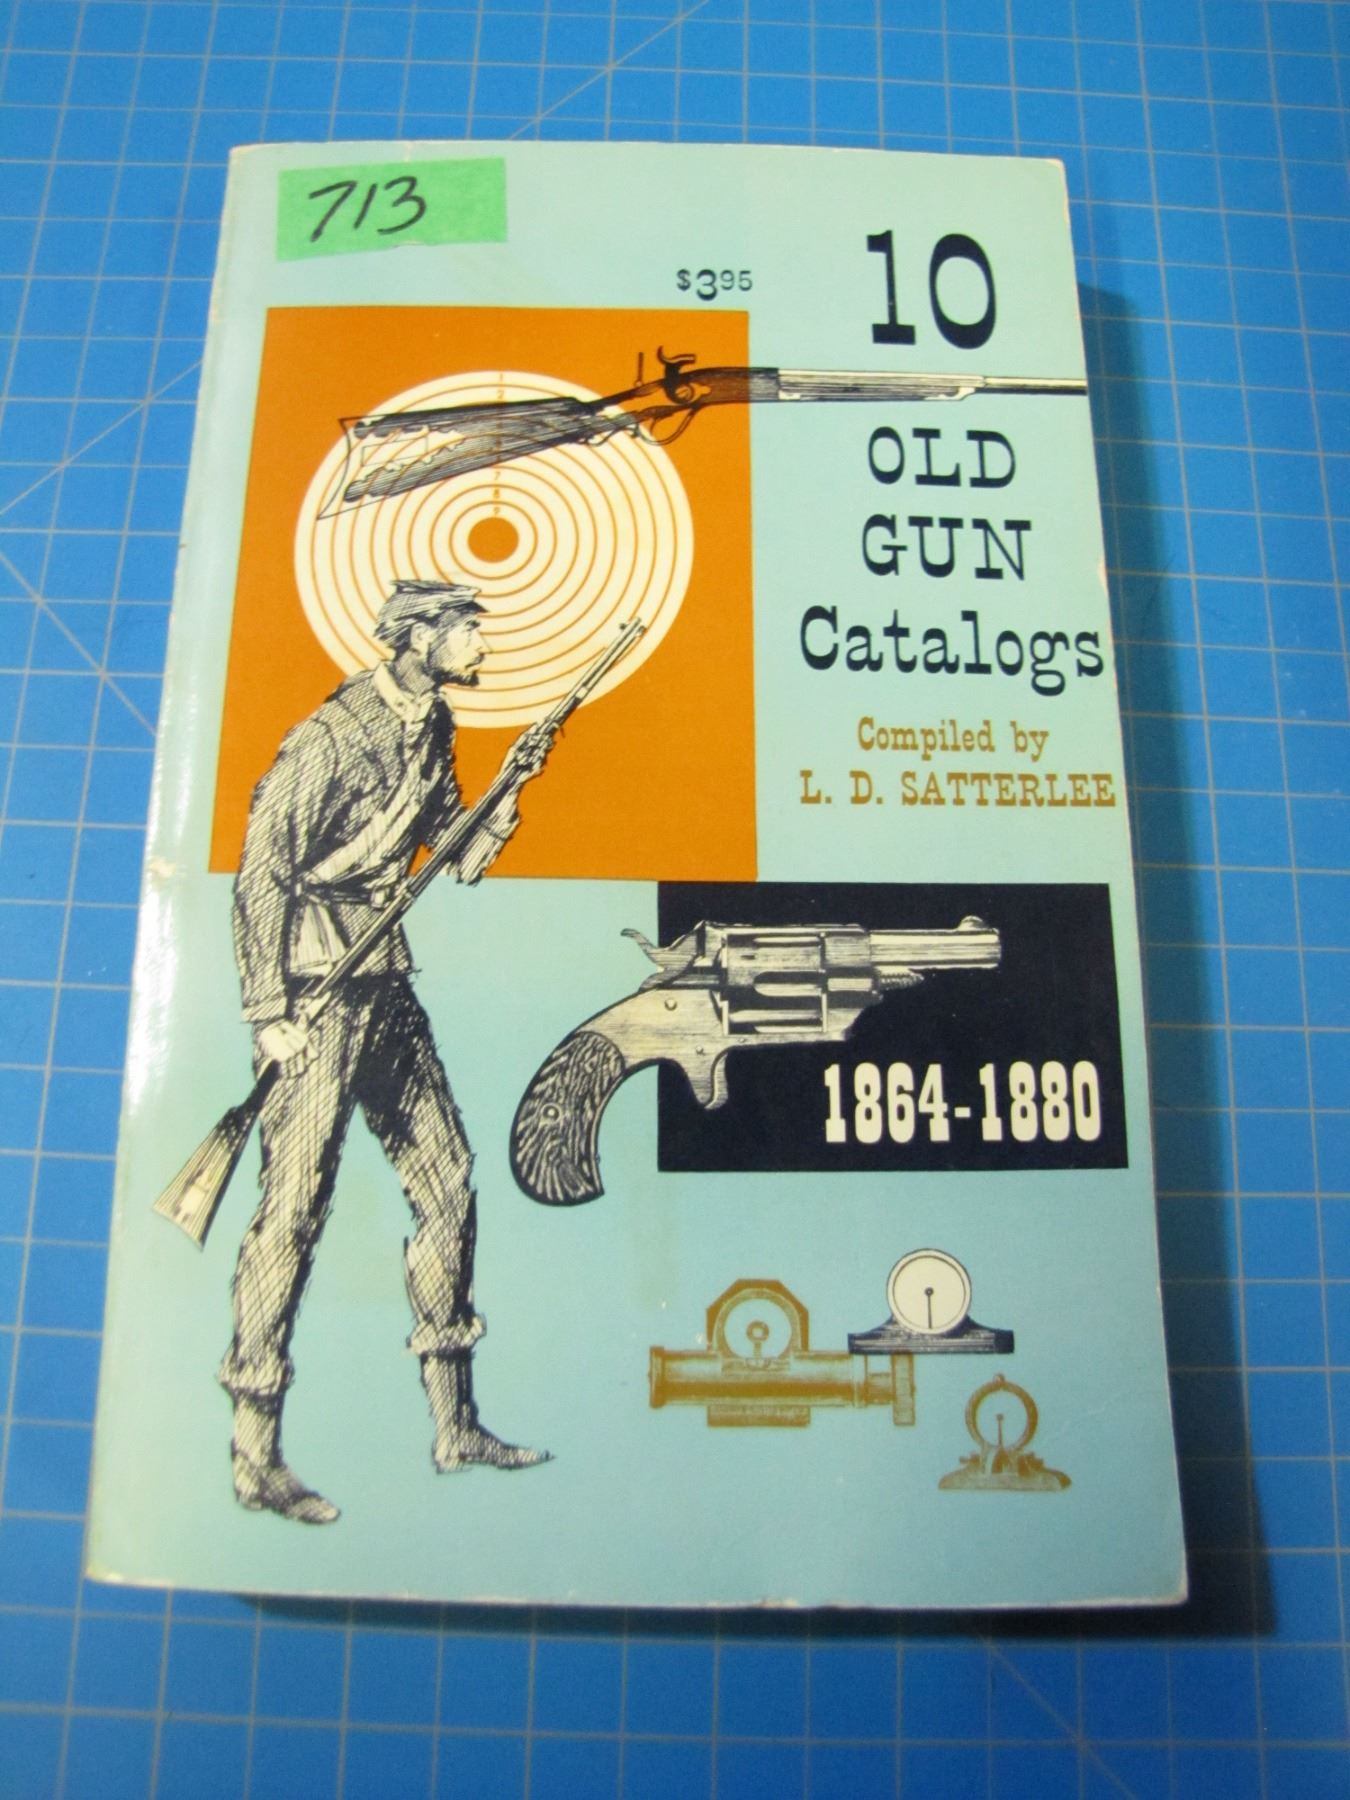 713
$3.95
10
OLD
GUN
Catalogs
Compiled by
L. D. SATTERLEE
1864-1880